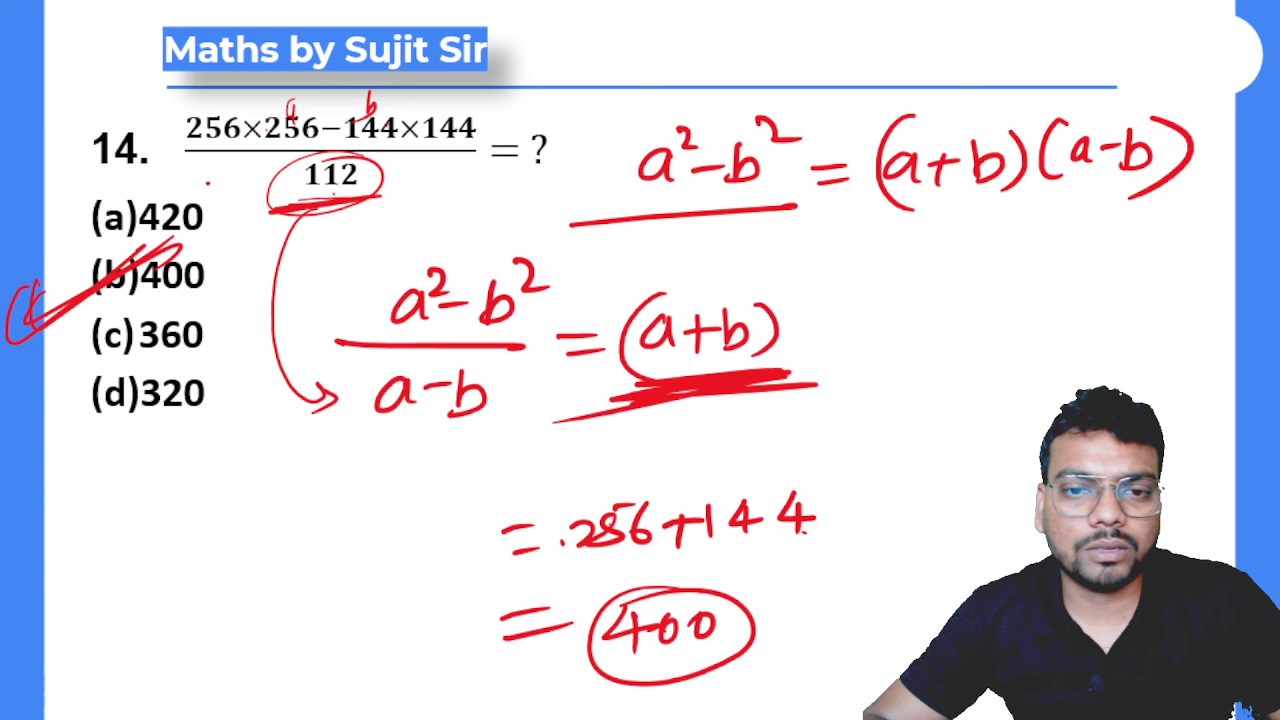 Maths by Sujit Sir
14. 256×256−144×144 / 112 = ?
a b
a² - b² = (a+b)(a-b)
(a)420
(b)400
(c)360
(d)320
a² - b² / a - b = (a+b)
= 256+144
= 400